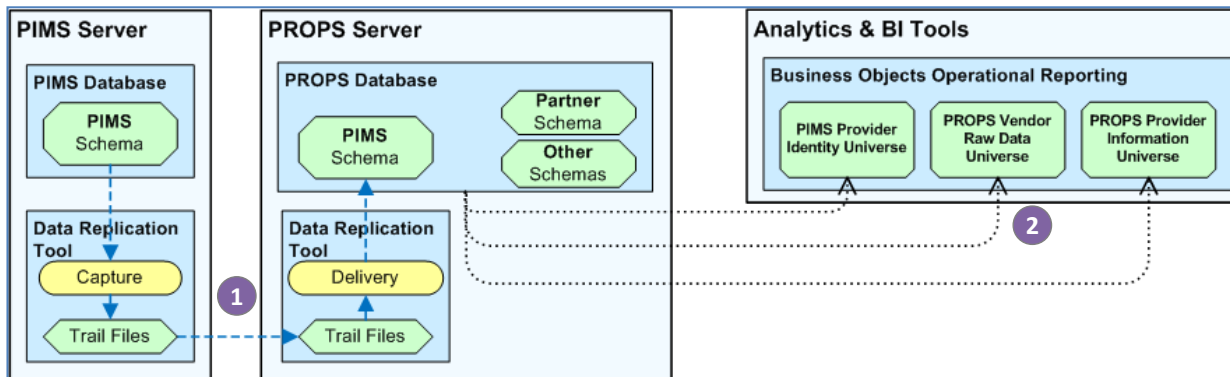 PIMS Server
PIMS Database
PIMS
Schema
Data Replication
Tool
Capture
Trail Files
1
PROPS Server
PROPS Database
PIMS
Schema
Partner
Schema
Other
Schemas
Data Replication
Tool
Delivery
Trail Files
Analytics & BI Tools
Business Objects Operational Reporting
PIMS Provider
Identity Universe
PROPS Vendor
Raw Data
Universe
PROPS Provider
Information
Universe
2